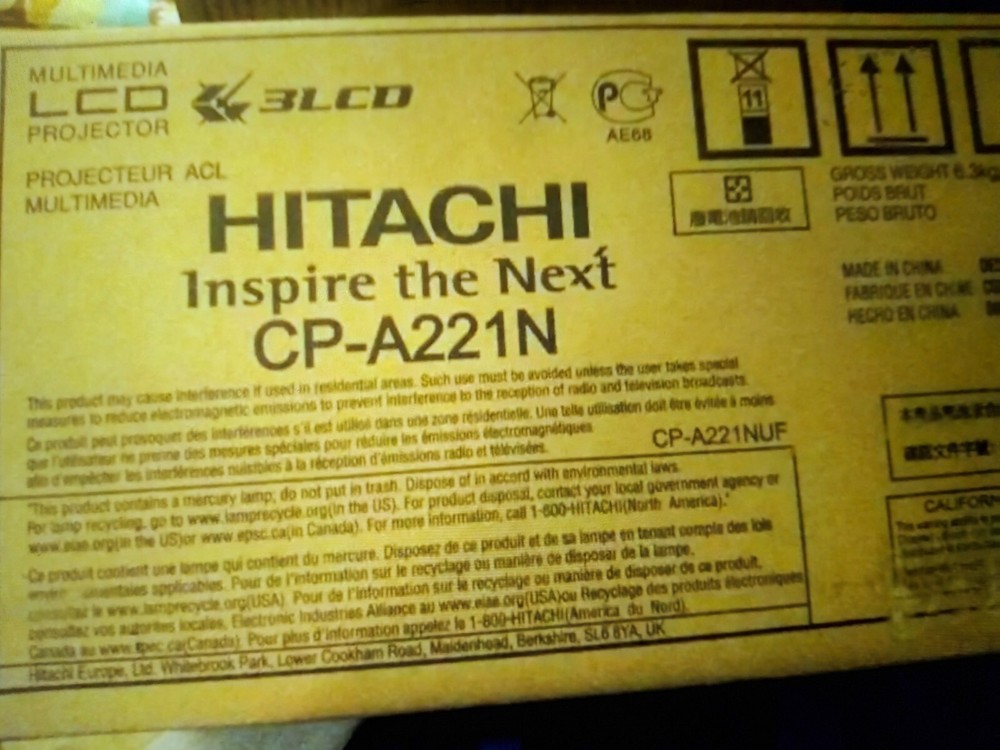 MULTIMEDIA
LCD
PROJECTOR
3LCD
PG
AE68
11
PROJECTEUR ACL
MULTIMEDIA
HITACHI
Inspire the Next
CP-A221N
廢電池請回收
GROSS WEIGHT 6.3kg
POIDS BRUT
PESO BRUTO
MADE IN CHINA
FABRIQUE EN CHINE
HECHO EN CHINA
This product may cause interference if used in residential areas. Such use must be avoided unless the user takes special
measures to reduce electromagnetic emissions to prevent interference to the reception of radio and television broadcasts.
Ce produit peut provoquer des interférences s'il est utilisé dans une zone résidentielle. Une telle utilisation doit être évitée à moins
que l'utilisateur ne prenne des mesures spéciales pour réduire les émissions électromagnétiques
afin d'empêcher les interférences nuisibles à la réception d'émissions radio et télévisées.
CP-A221NUF
"This product contains a mercury lamp; do not put in trash. Dispose of in accord with environmental laws.
For lamp recycling, go to www.lamprecycle.org(in the US). For product disposal, contact your local government agency or
www.eiae.org(in the US)or www.epsc.ca(in Canada). For more information, call 1-800-HITACHI(North America)."
Ce produit contient une lampe qui contient du mercure. Disposez de ce produit et de sa lampe en tenant compte des lois
applicables. Pour de l'information sur le recyclage ou manière de disposer de la lampe,
consultez le www.lamprecycle.org(USA). Pour de l'information sur le recyclage ou manière de disposer de ce produit,
consultez vos autorités locales, Electronic Industries Alliance au www.eiae.org(USA)ou Recyclage des produits électroniques
Canada au www.epsc.ca(Canada). Pour plus d'information appelez le 1-800-HITACHI(America du Nord).
Hitachi Europe, Ltd. Whitebrook Park, Lower Cookham Road, Maidenhead, Berkshire, SL6 8YA, UK
CALIFORN